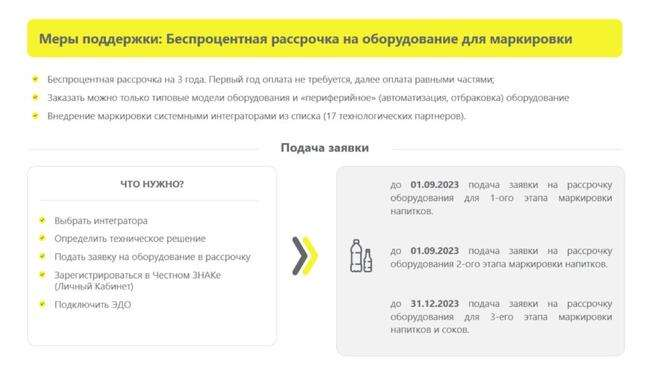 Меры поддержки: Беспроцентная рассрочка на оборудование для маркировки
Беспроцентная рассрочка на 3 года. Первый год оплата не требуется, далее оплата равными частями;
Заказать можно только типовые модели оборудования и «периферийное» (автоматизация, отбраковка) оборудование
Внедрение маркировки системными интеграторами из списка (17 технологических партнеров).
Подача заявки
ЧТО НУЖНО?
Выбрать интегратора
Определить техническое решение
Подать заявку на оборудование в рассрочку
Зарегистрироваться в Честном ЗНАКе
(Личный Кабинет)
Подключить ЭДО
до 01.09.2023 подача заявки на рассрочку
оборудования для 1-ого этапа маркировки
напитков.
до 01.09.2023 подача заявки на рассрочку
оборудования 2-ого этапа маркировки напитков.
до 31.12.2023 подача заявки на рассрочку
оборудования для 3-его этапа маркировки
напитков и соков.